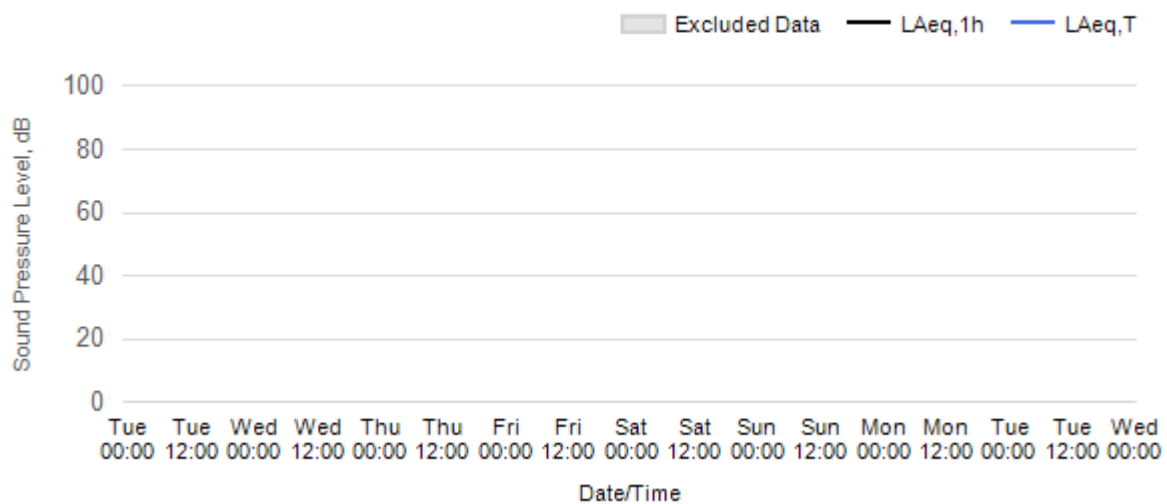 Excluded Data LAeq,1h LAeq,T
Sound Pressure Level, dB
100
80
60
40
20
0
Tue Tue Wed Wed Thu Thu Fri Fri Sat Sat Sun Sun Mon Mon Tue Tue Wed
00:00 12:00 00:00 12:00 00:00 12:00 00:00 12:00 00:00 12:00 00:00 12:00 00:00 12:00 00:00 12:00 00:00
Date/Time